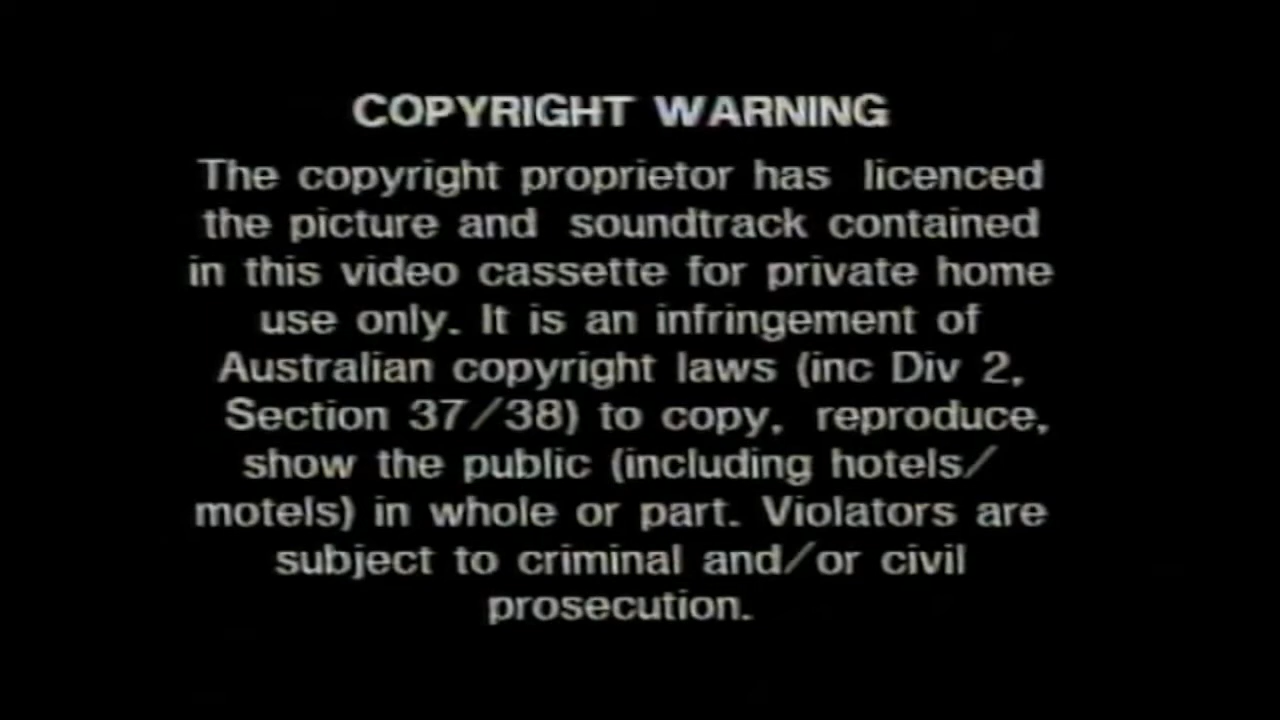 COPYRIGHT WARNING
The copyright proprietor has licenced
the picture and soundtrack contained
in this video cassette for private home
use only. It is an infringement of
Australian copyright laws (inc Div 2,
Section 37/38) to copy, reproduce,
show the public (including hotels/
motels) in whole or part. Violators are
subject to criminal and/or civil
prosecution.